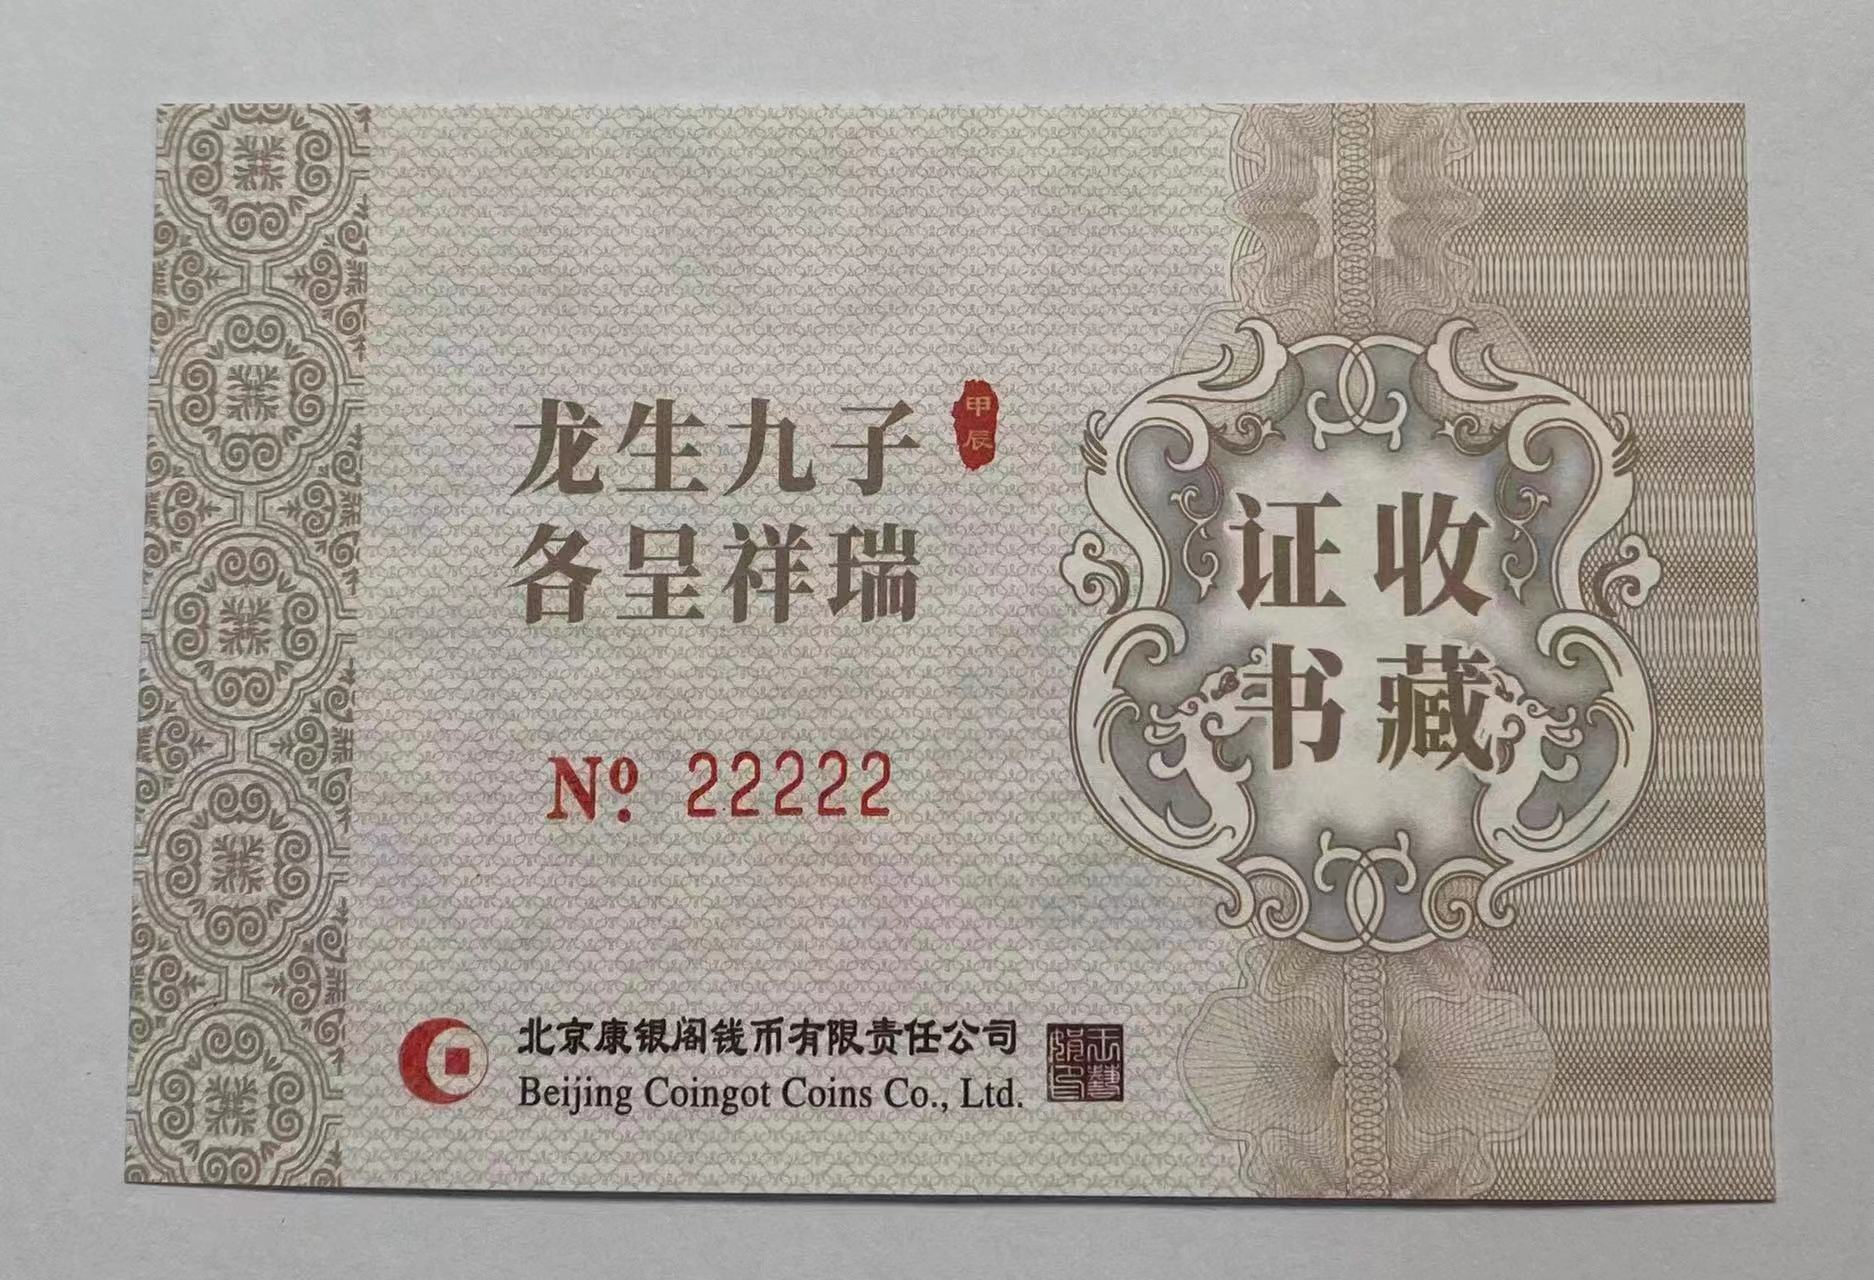 龙生九子
甲辰
各呈祥瑞
№ 22222
收藏
证书
北京康银阁钱币有限责任公司
Beijing Coingot Coins Co., Ltd.